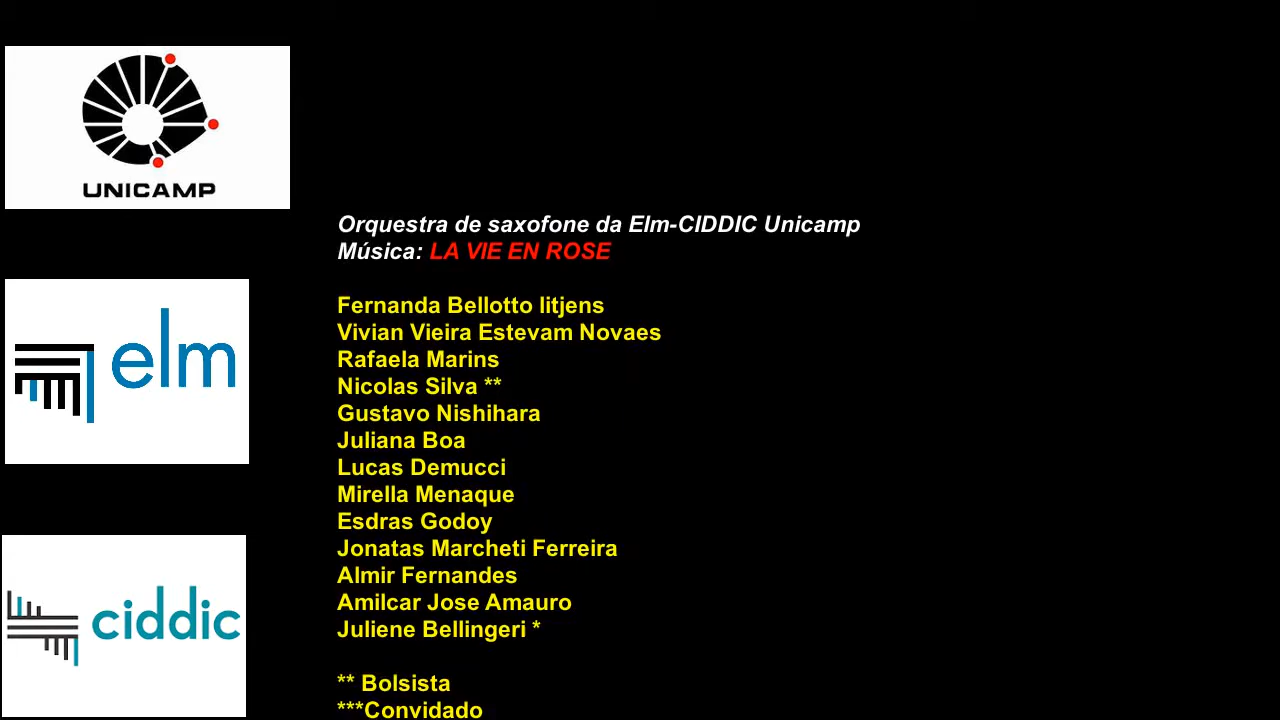 UNICAMP
elm
ciddic
Orquestra de saxofone da Elm-CIDDIC Unicamp
Música: LA VIE EN ROSE
Fernanda Bellotto litjens
Vivian Vieira Estevam Novaes
Rafaela Marins
Nicolas Silva **
Gustavo Nishihara
Juliana Boa
Lucas Demucci
Mirella Menaque
Esdras Godoy
Jonatas Marcheti Ferreira
Almir Fernandes
Amilcar Jose Amauro
Juliene Bellingeri *
** Bolsista
***Convidado